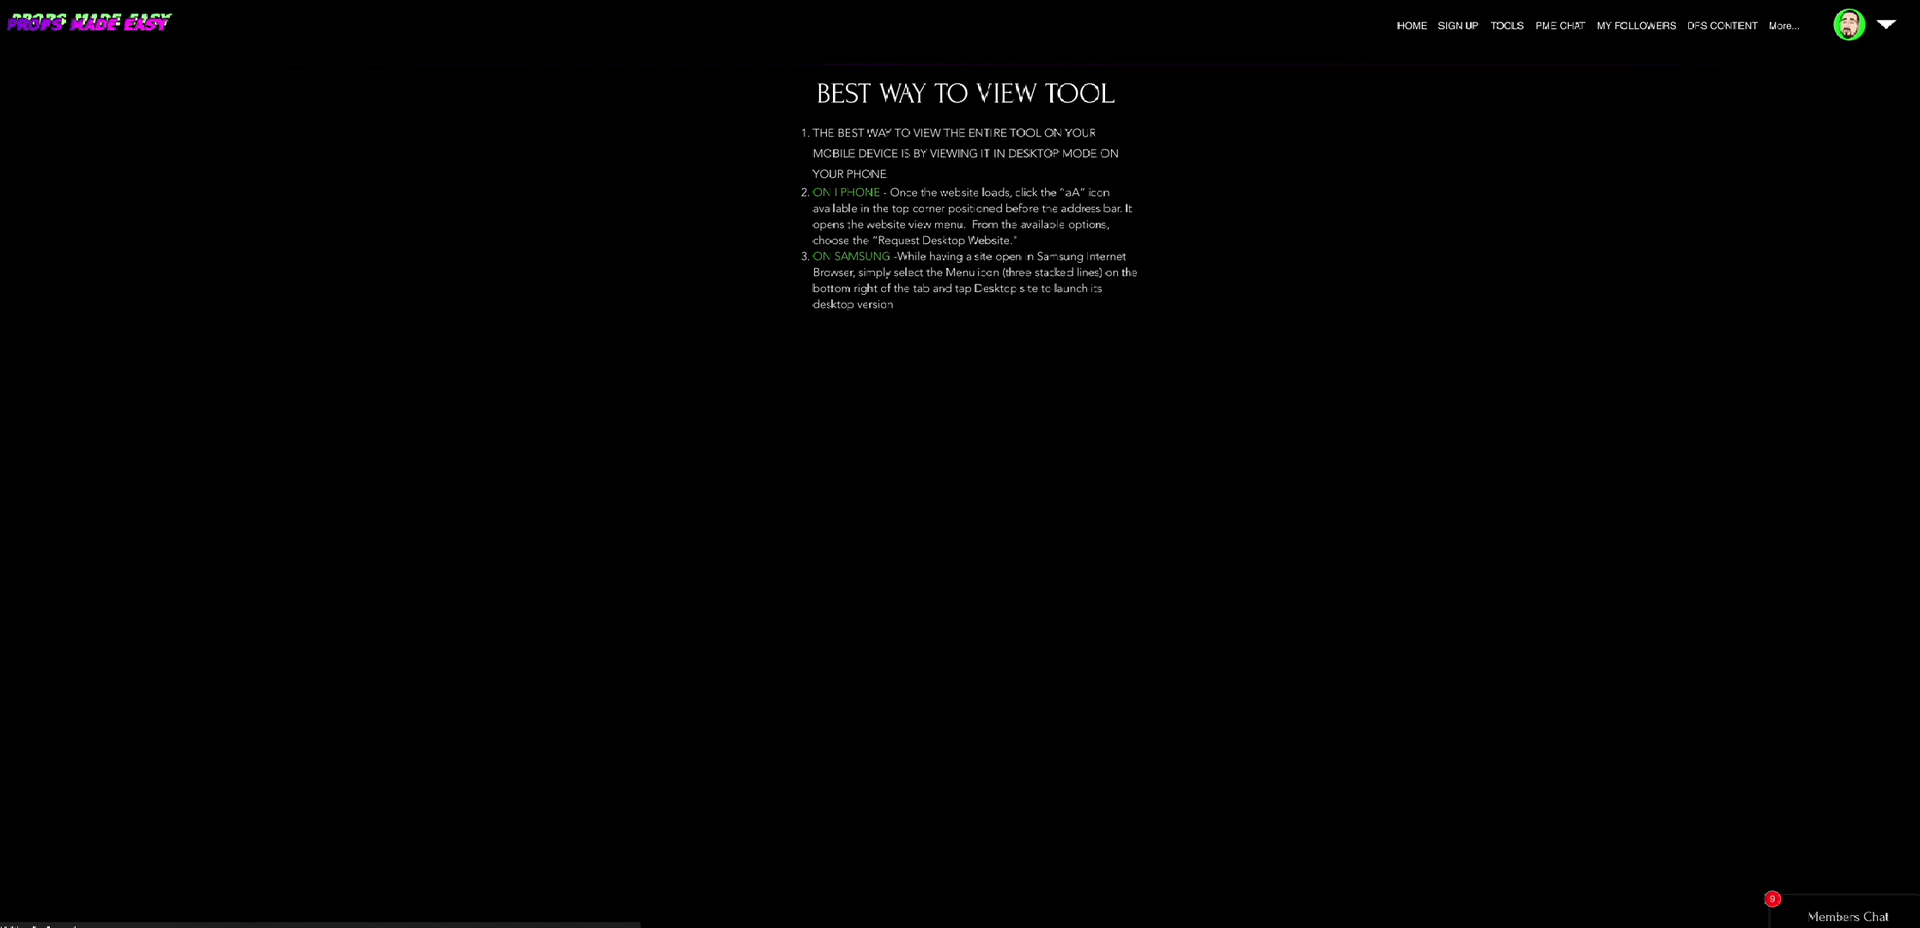 PROPS MADE EASY
HOME SIGN UP TOOLS PME CHAT MY FOLLOWERS DFS CONTENT More...
BEST WAY TO VIEW TOOL
1. THE BEST WAY TO VIEW THE ENTIRE TOOL ON YOUR
MOBILE DEVICE IS BY VIEWING IT IN DESKTOP MODE ON
YOUR PHONE
2. ON I PHONE - Once the website loads, click the “aA” icon
available in the top corner positioned before the address bar. It
opens the website view menu. From the available options,
choose the “Request Desktop Website."
3. ON SAMSUNG -While having a site open in Samsung Internet
Browser, simply select the Menu icon (three stacked lines) on the
bottom right of the tab and tap Desktop site to launch its
desktop version
9
Members Chat